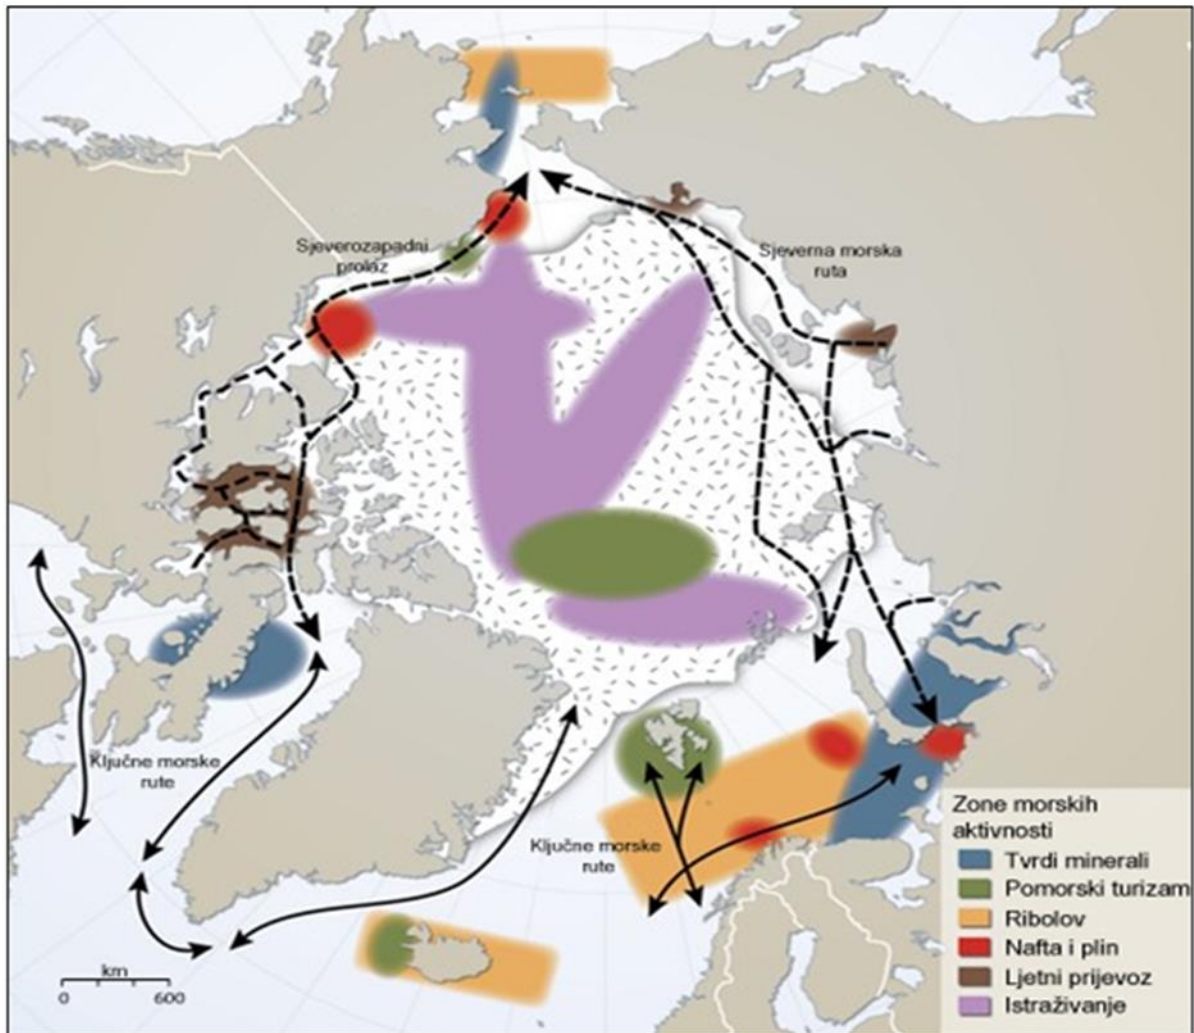 Sjeverozapadni
prolaz
Sjeverna morska
ruta
Ključne morske
rute
Ključne morske
rute
km
0 600
Zone morskih
aktivnosti
Tvrdi minerali
Pomorski turizam
Ribolov
Nafta i plin
Ljetni prijevoz
Istraživanje